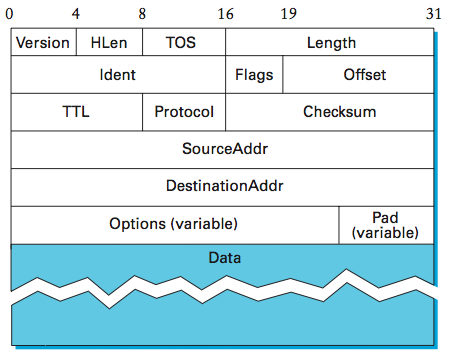 0 4 8 16 19 31
Version HLen TOS Length
Ident Flags Offset
TTL Protocol Checksum
SourceAddr
DestinationAddr
Options (variable) Pad
(variable)
Data